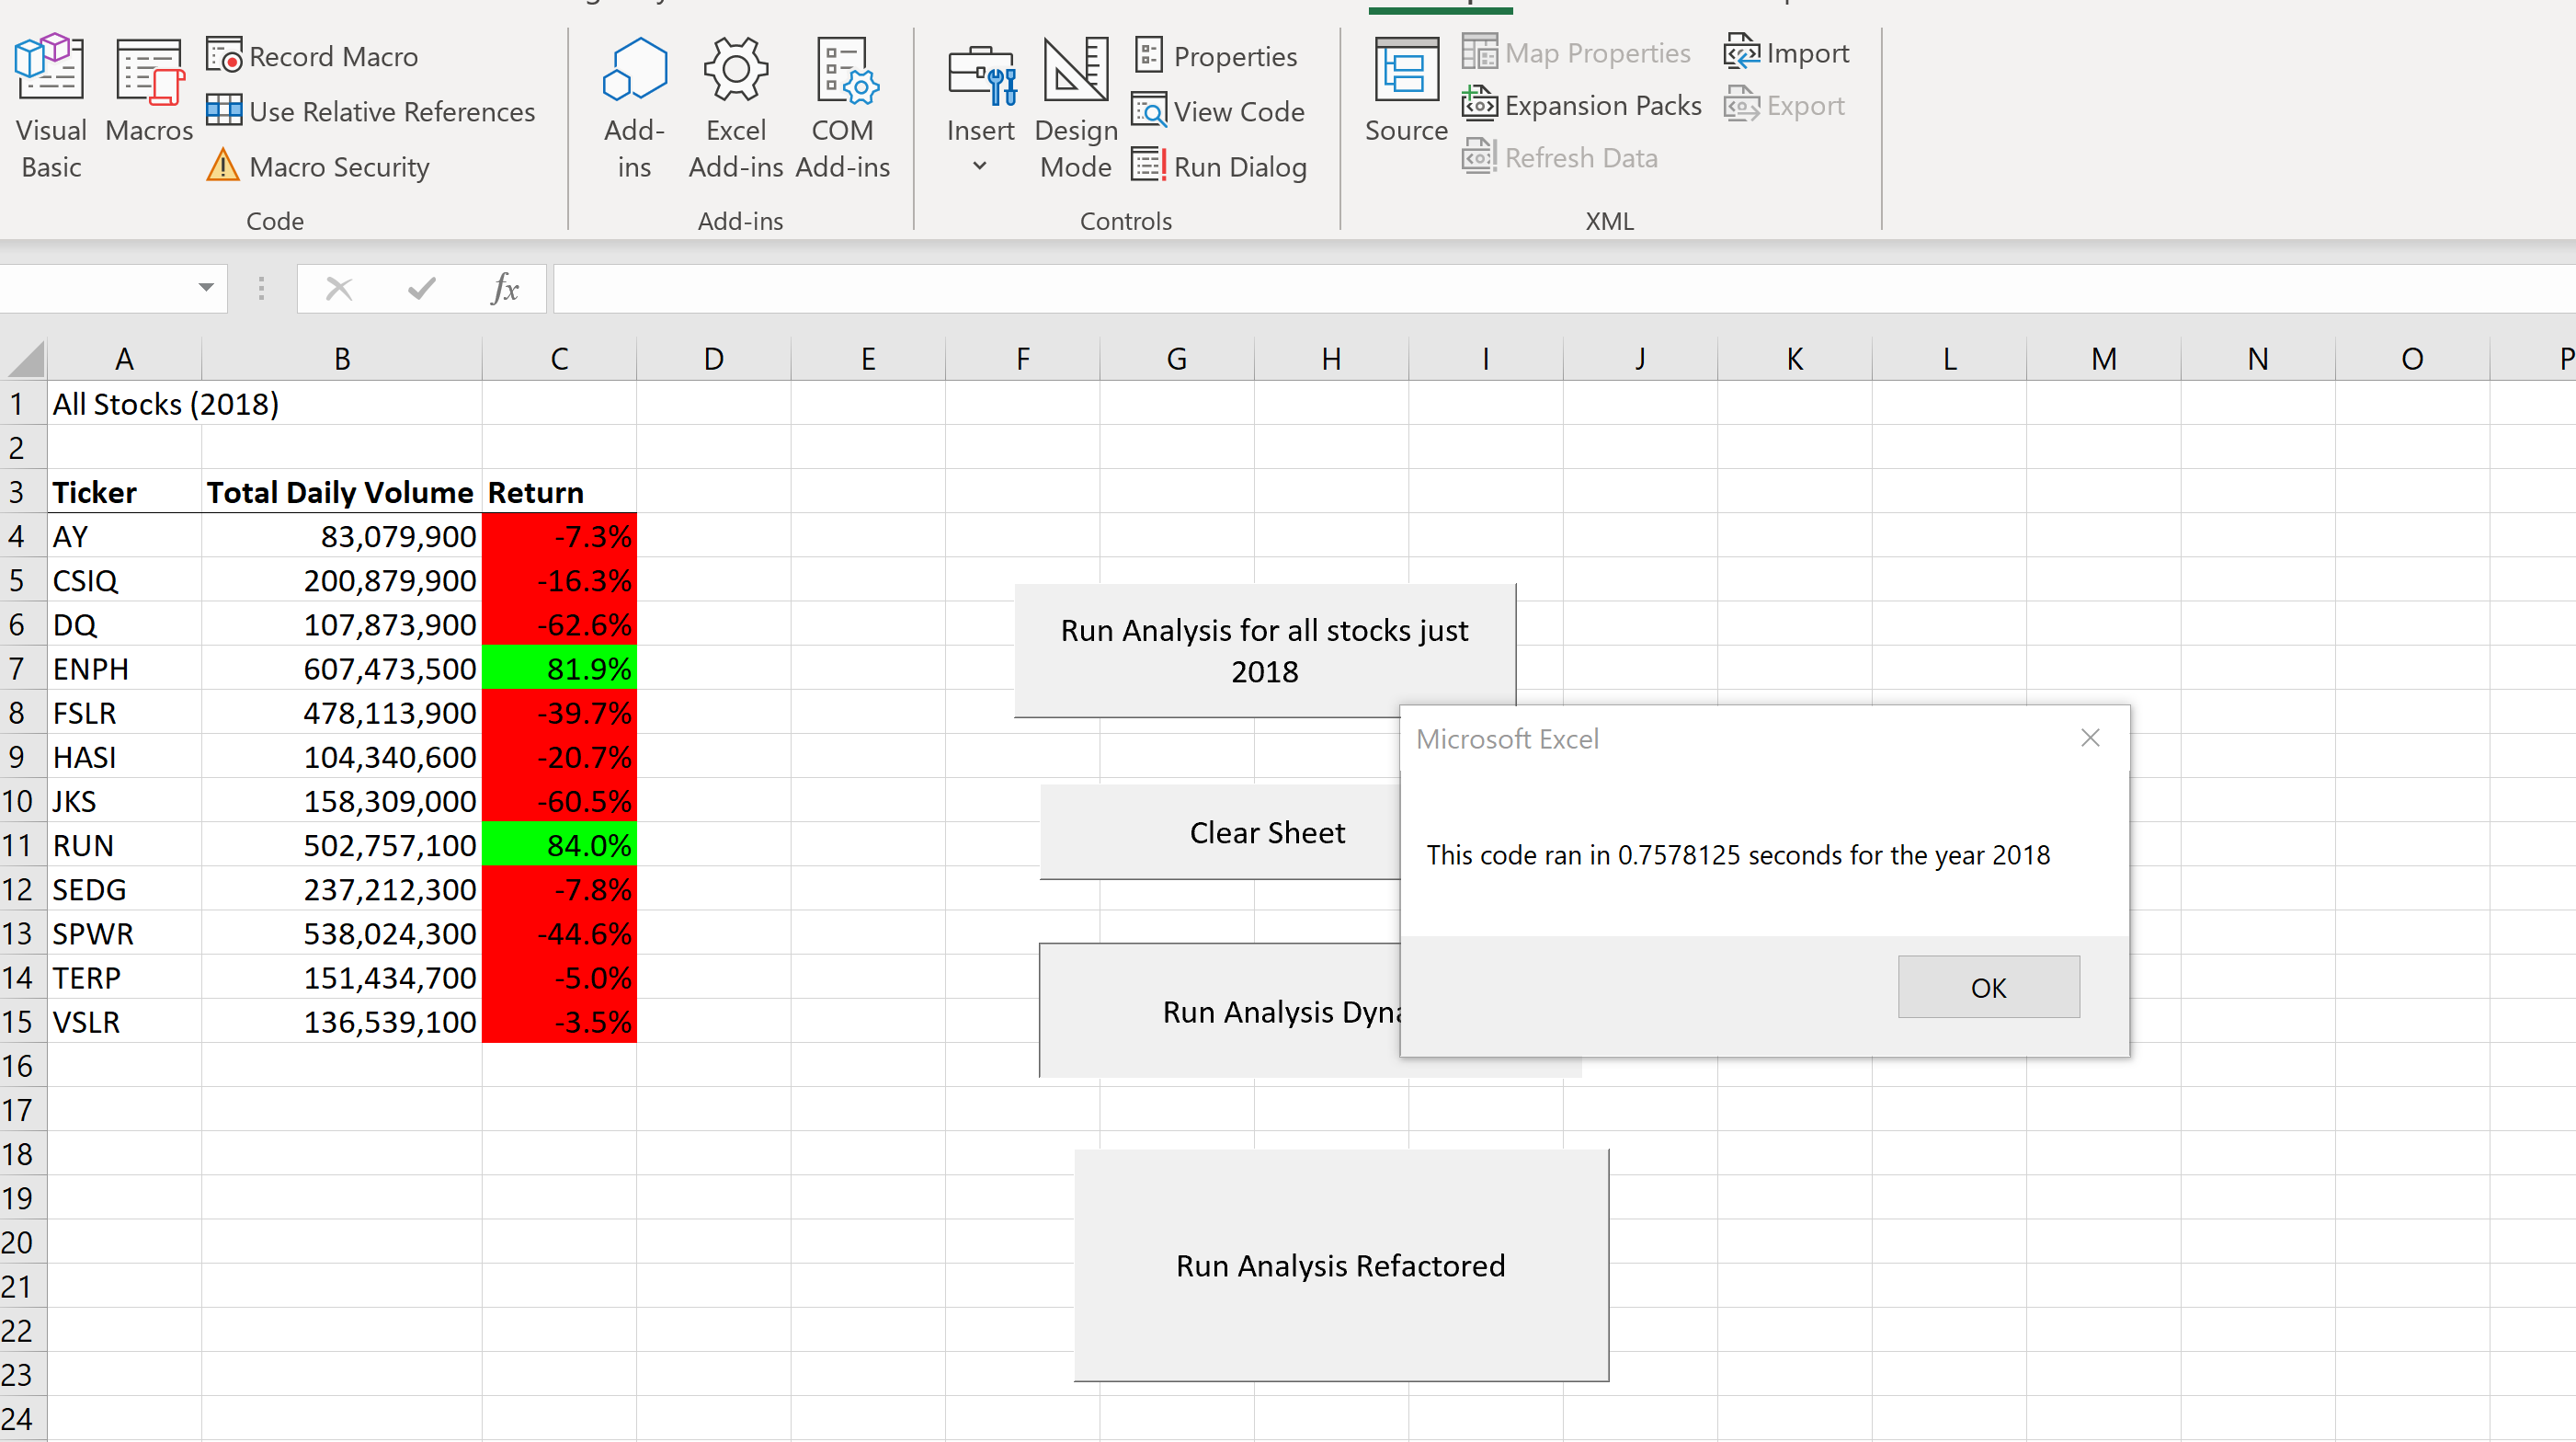 Visual Basic
Macros
Record Macro
Use Relative References
Macro Security
Code
Add-ins
Excel Add-ins
COM Add-ins
Add-ins
Insert
Design Mode
Properties
View Code
Run Dialog
Controls
Source
Map Properties
Expansion Packs
Refresh Data
Import
Export
XML
fx
A B C D E F G H I J K L M N O P
1 All Stocks (2018)
2
3 Ticker Total Daily Volume Return
4 AY 83,079,900 -7.3%
5 CSIQ 200,879,900 -16.3%
6 DQ 107,873,900 -62.6%
7 ENPH 607,473,500 81.9%
8 FSLR 478,113,900 -39.7%
9 HASI 104,340,600 -20.7%
10 JKS 158,309,000 -60.5%
11 RUN 502,757,100 84.0%
12 SEDG 237,212,300 -7.8%
13 SPWR 538,024,300 -44.6%
14 TERP 151,434,700 -5.0%
15 VSLR 136,539,100 -3.5%
16
17
18
19
20
21
22
23
24
Run Analysis for all stocks just
2018
Clear Sheet
Run Analysis Dyna
Run Analysis Refactored
Microsoft Excel
This code ran in 0.7578125 seconds for the year 2018
OK